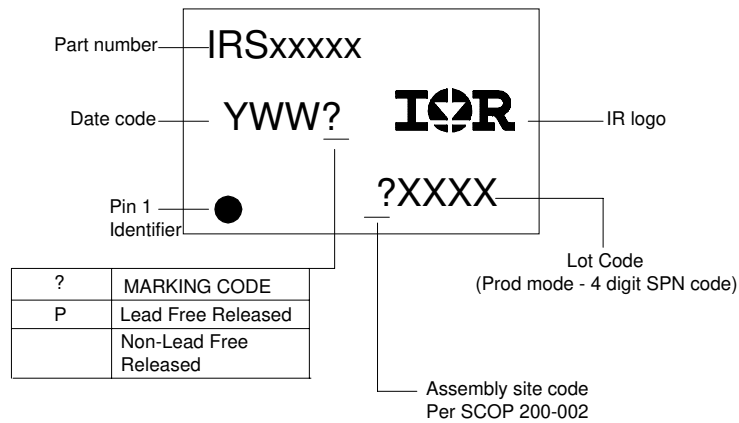 Part number
IRSxxxxx
Date code
YWW?
IOR
IR logo
?XXXX
Pin 1
Identifier
Lot Code
(Prod mode - 4 digit SPN code)
? MARKING CODE
P Lead Free Released
Non-Lead Free
Released
Assembly site code
Per SCOP 200-002